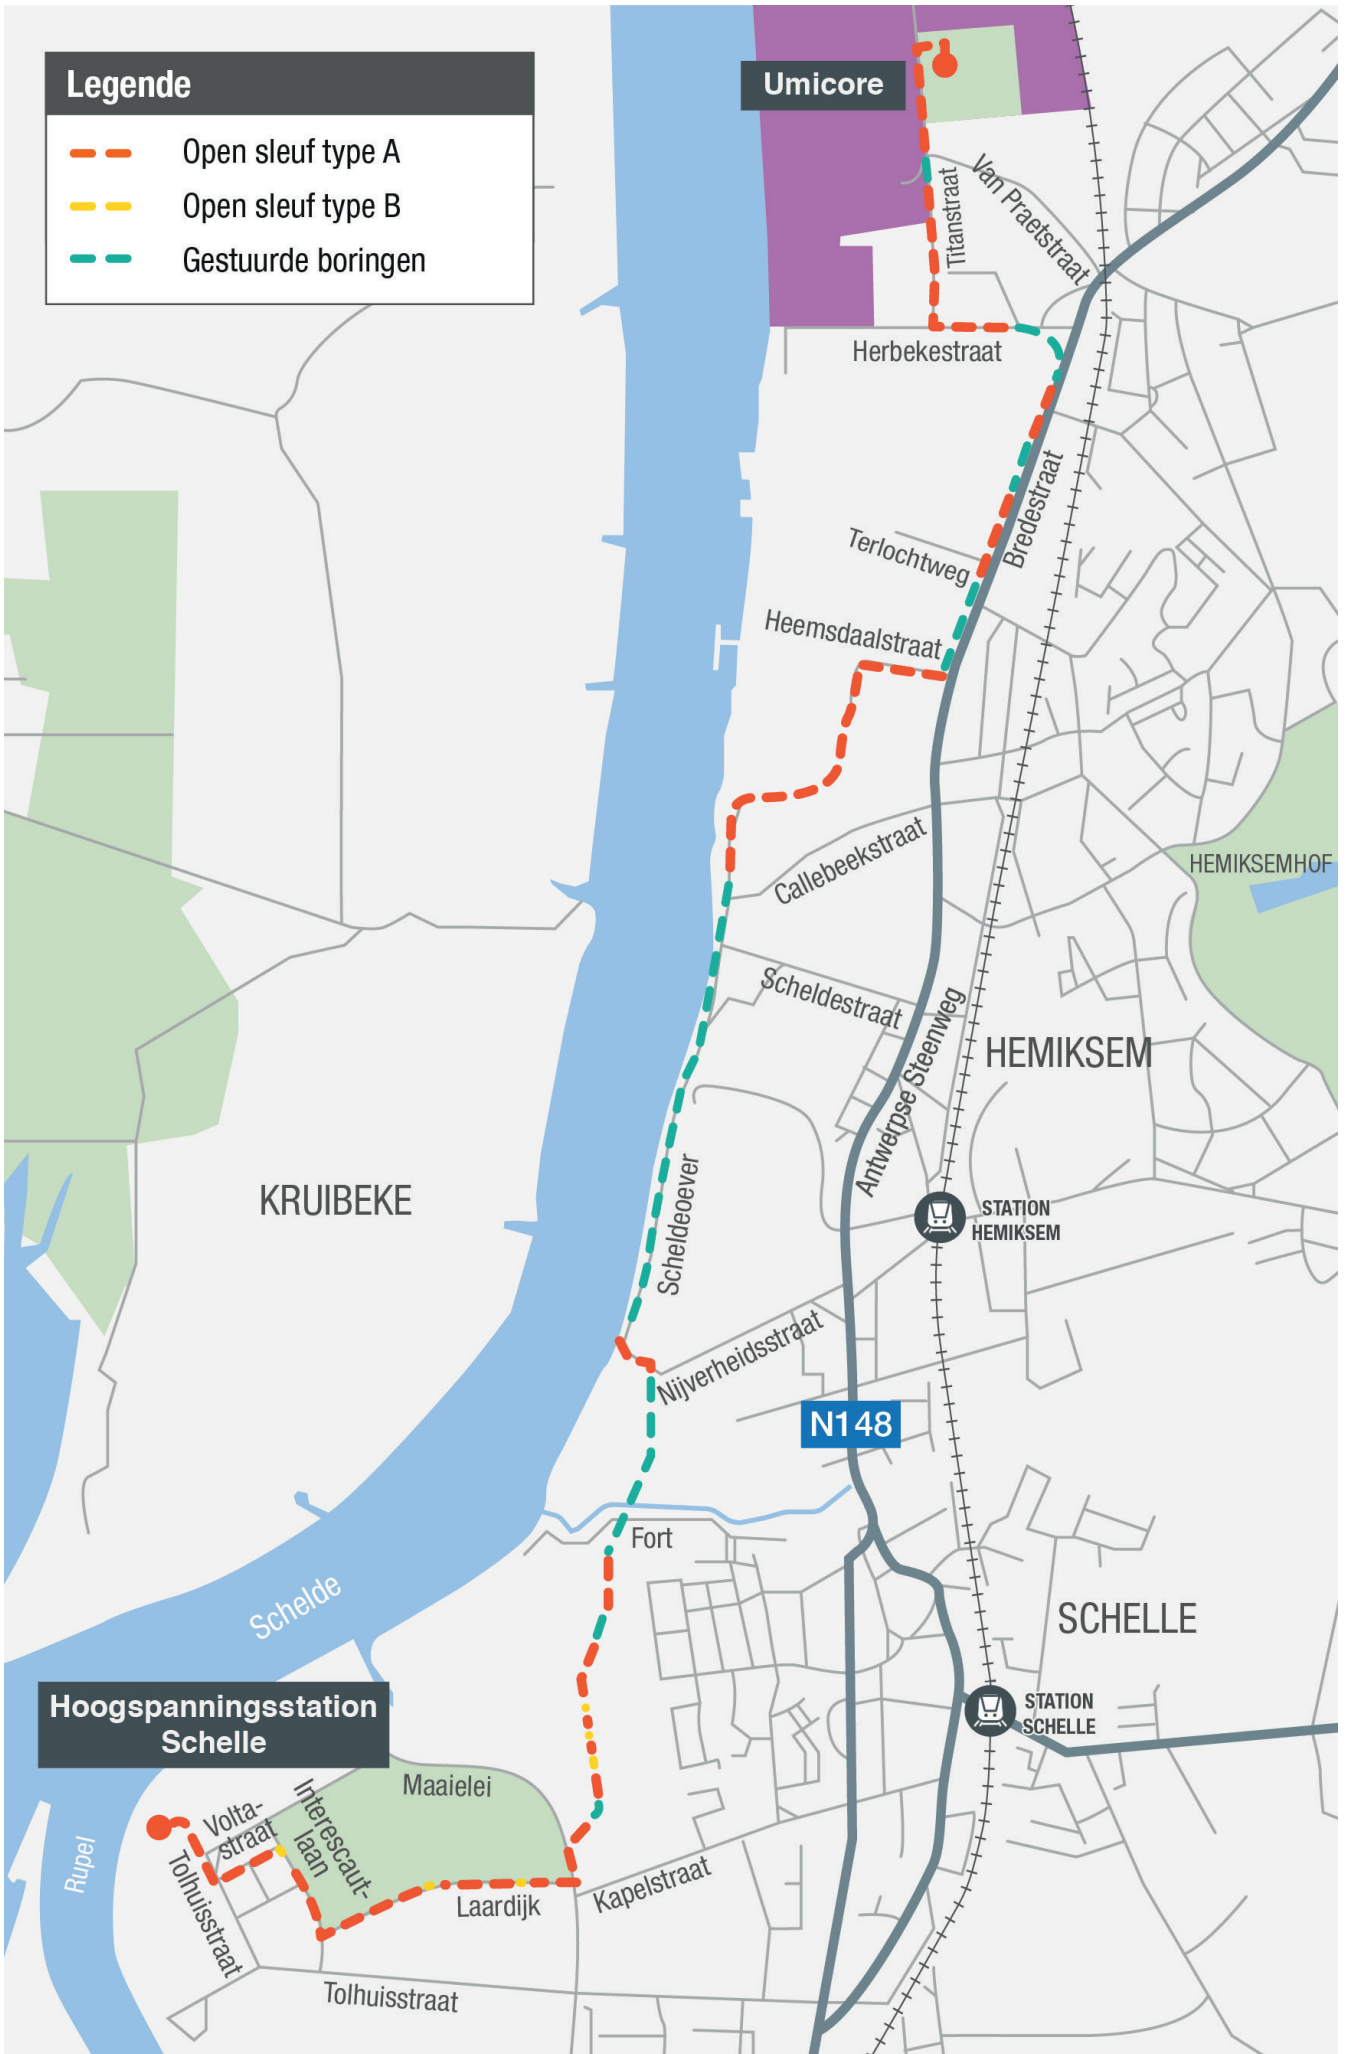 Legende
Open sleuf type A
Open sleuf type B
Gestuurde boringen
Umicore
Van Praetstraat
Titanstraat
Herbekestraat
Bredestraat
Terlochtweg
Heemsdaalstraat
Callebeekstraat
HEMIKSEMHOF
Scheldestraat
Antwerpse Steenweg
HEMIKSEM
KRUIBEKE
Scheldeoever
STATION
HEMIKSEM
Nijverheidsstraat
N148
Fort
Schelde
SCHELLE
Hoogspanningsstation
Schelle
STATION
SCHELLE
Maaielei
Volta-
straat
Interescaut-
laan
Rupel
Tolhuisstraat
Laardijk
Kapelstraat
Tolhuisstraat